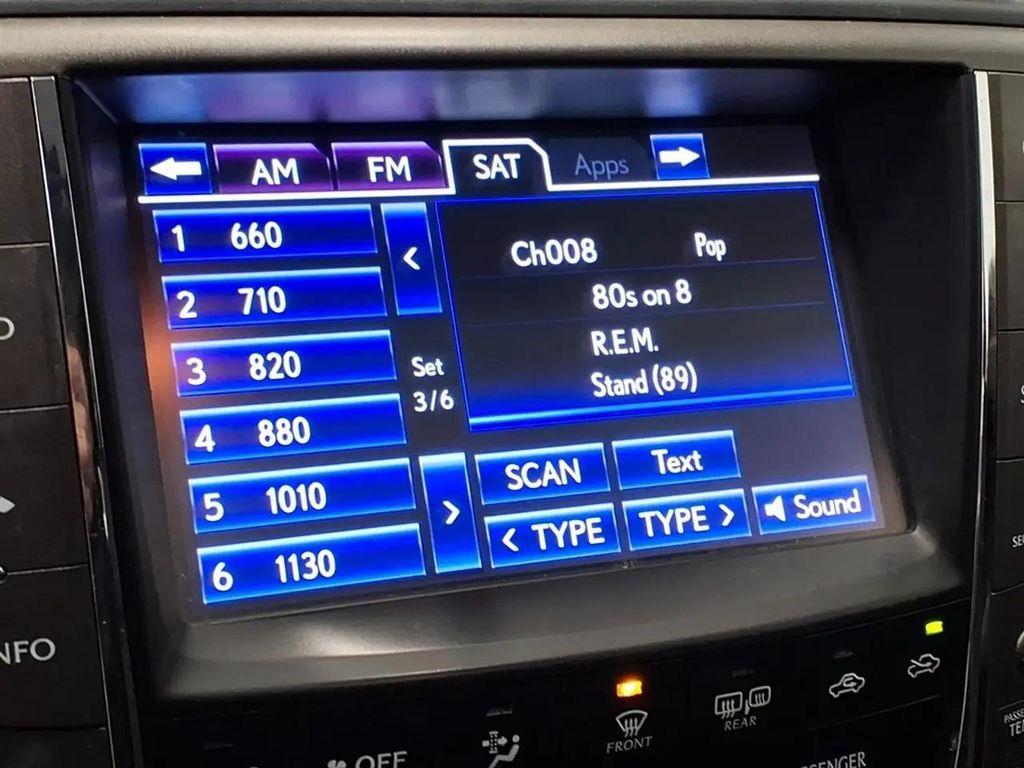 AM FM SAT Apps
1 660
2 710
3 820
4 880
5 1010
6 1130
<
Set
3/6
>
Ch008 Pop
80s on 8
R.E.M.
Stand (89)
SCAN Text
< TYPE TYPE > Sound
NFO
OFF
FRONT
REAR